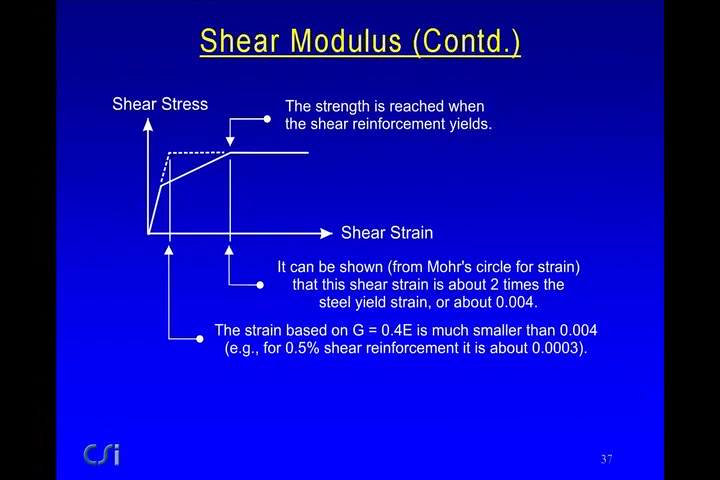 Shear Modulus (Contd.)
Shear Stress
The strength is reached when
the shear reinforcement yields.
Shear Strain
It can be shown (from Mohr's circle for strain)
that this shear strain is about 2 times the
steel yield strain, or about 0.004.
The strain based on G = 0.4E is much smaller than 0.004
(e.g., for 0.5% shear reinforcement it is about 0.0003).
CSi
37